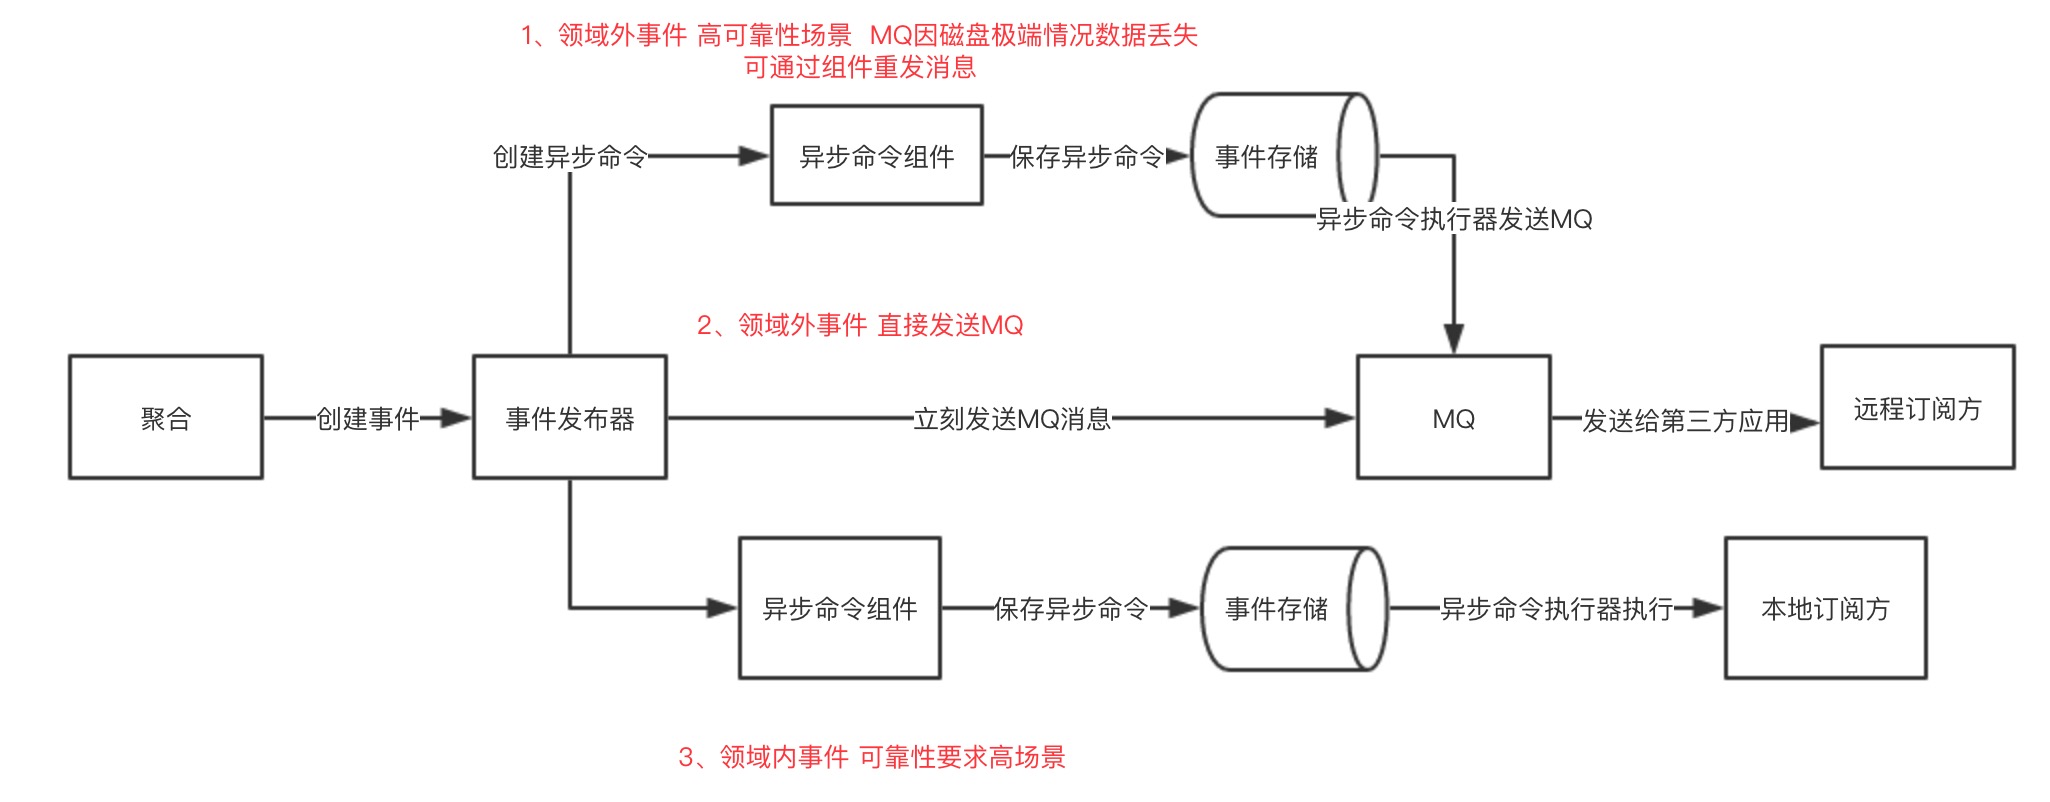 1、领域外事件 高可靠性场景 MQ因磁盘极端情况数据丢失
可通过组件重发消息
创建异步命令
异步命令组件
保存异步命令
事件存储
异步命令执行器发送MQ
2、领域外事件 直接发送MQ
聚合
创建事件
事件发布器
立刻发送MQ消息
MQ
发送给第三方应用
远程订阅方
异步命令组件
保存异步命令
事件存储
异步命令执行器执行
本地订阅方
3、领域内事件 可靠性要求高场景